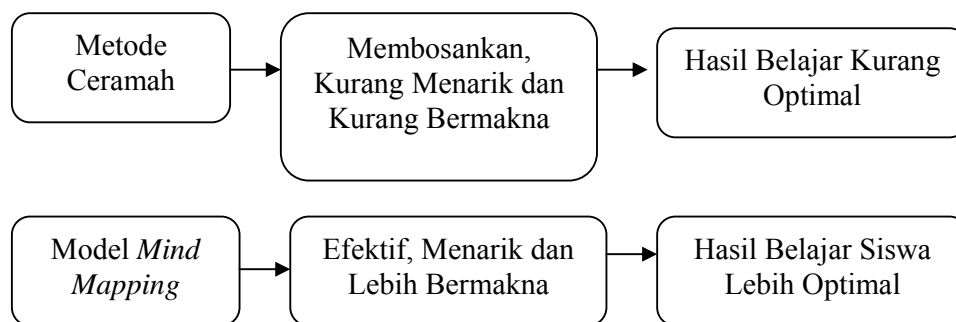 Metode
Ceramah
Membosankan,
Kurang Menarik dan
Kurang Bermakna
Hasil Belajar Kurang
Optimal
Model Mind
Mapping
Efektif, Menarik dan
Lebih Bermakna
Hasil Belajar Siswa
Lebih Optimal